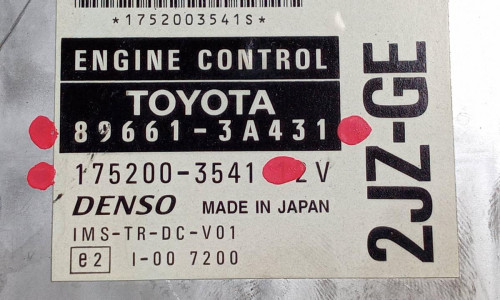 *1752003541S*
ENGINE CONTROL
TOYOTA
89661-3A431
175200-3541 2V
DENSO MADE IN JAPAN
IMS-TR-DC-V01
e2 I-00 7200
2JZ-GE